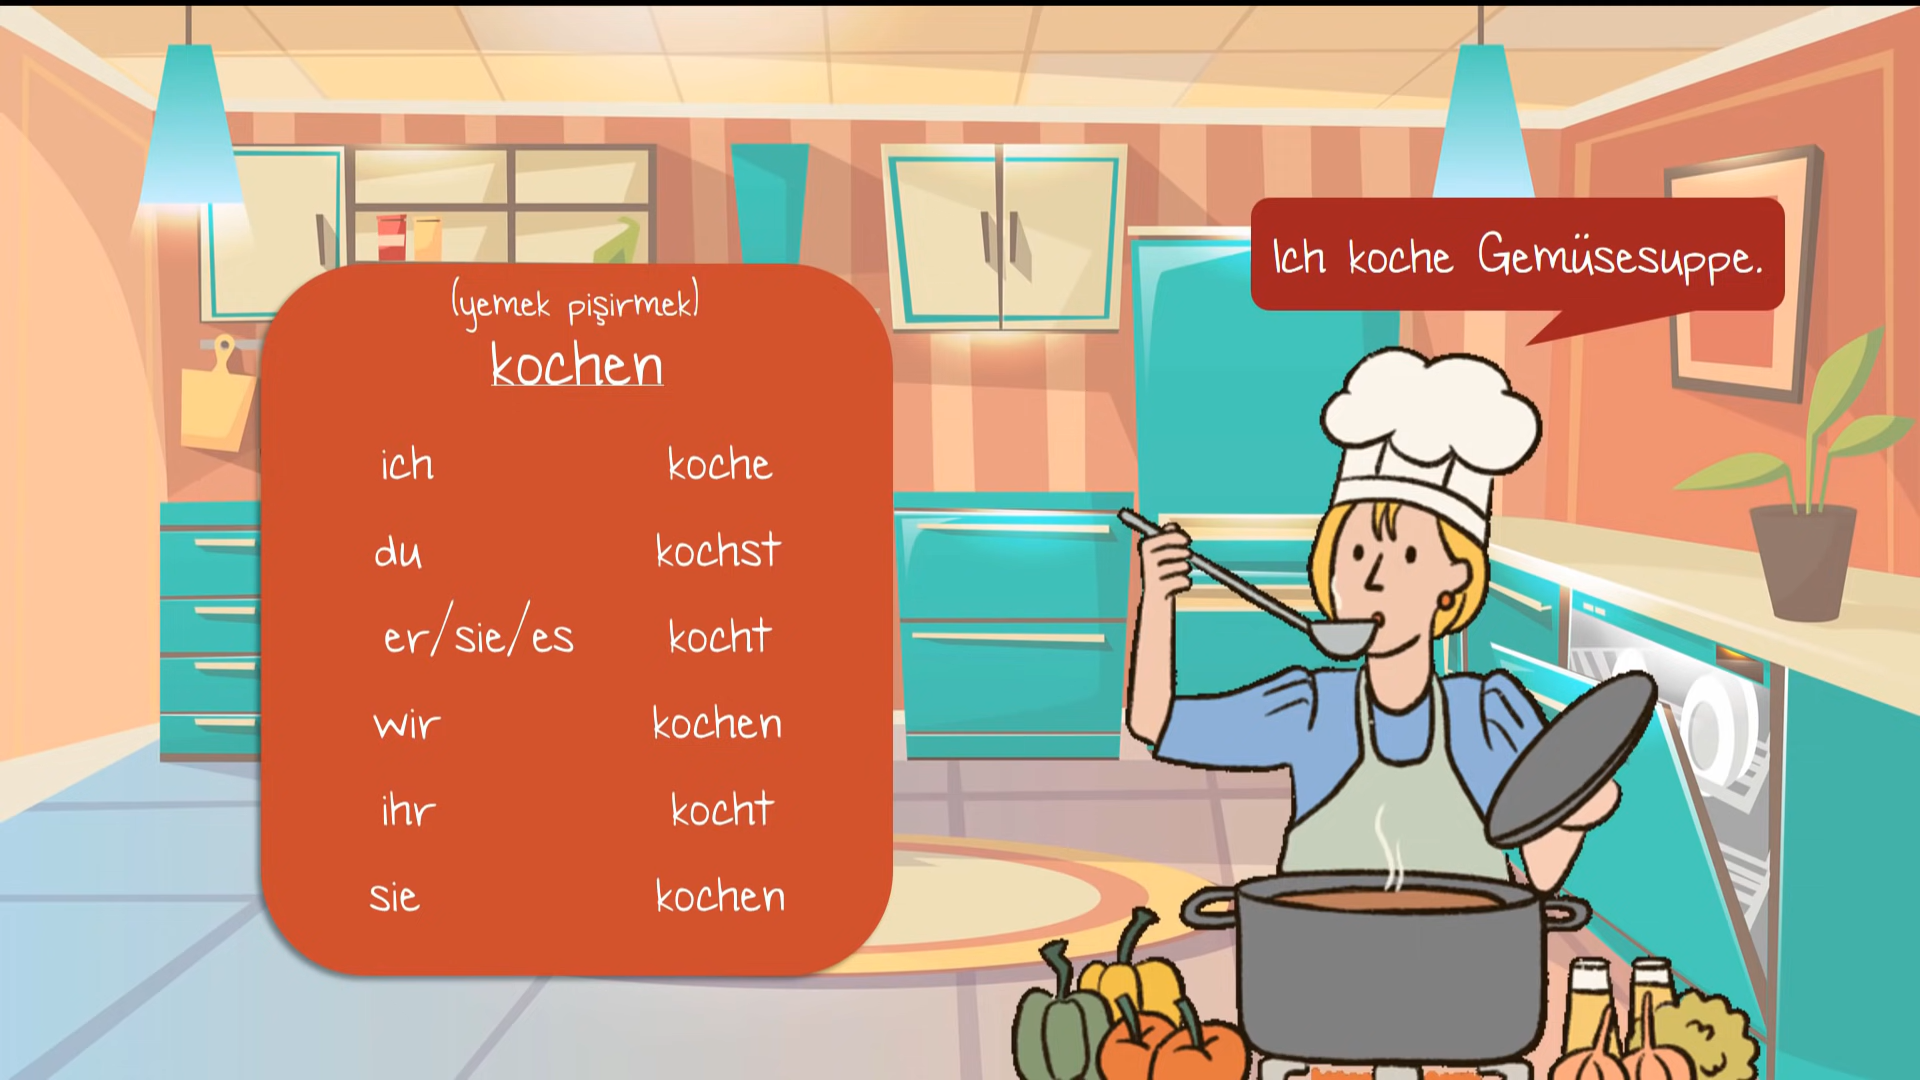 (yemek pişirmek)
kochen
ich koche
du kochst
er/sie/es kocht
wir kochen
ihr kocht
sie kochen
Ich koche Gemüsesuppe.